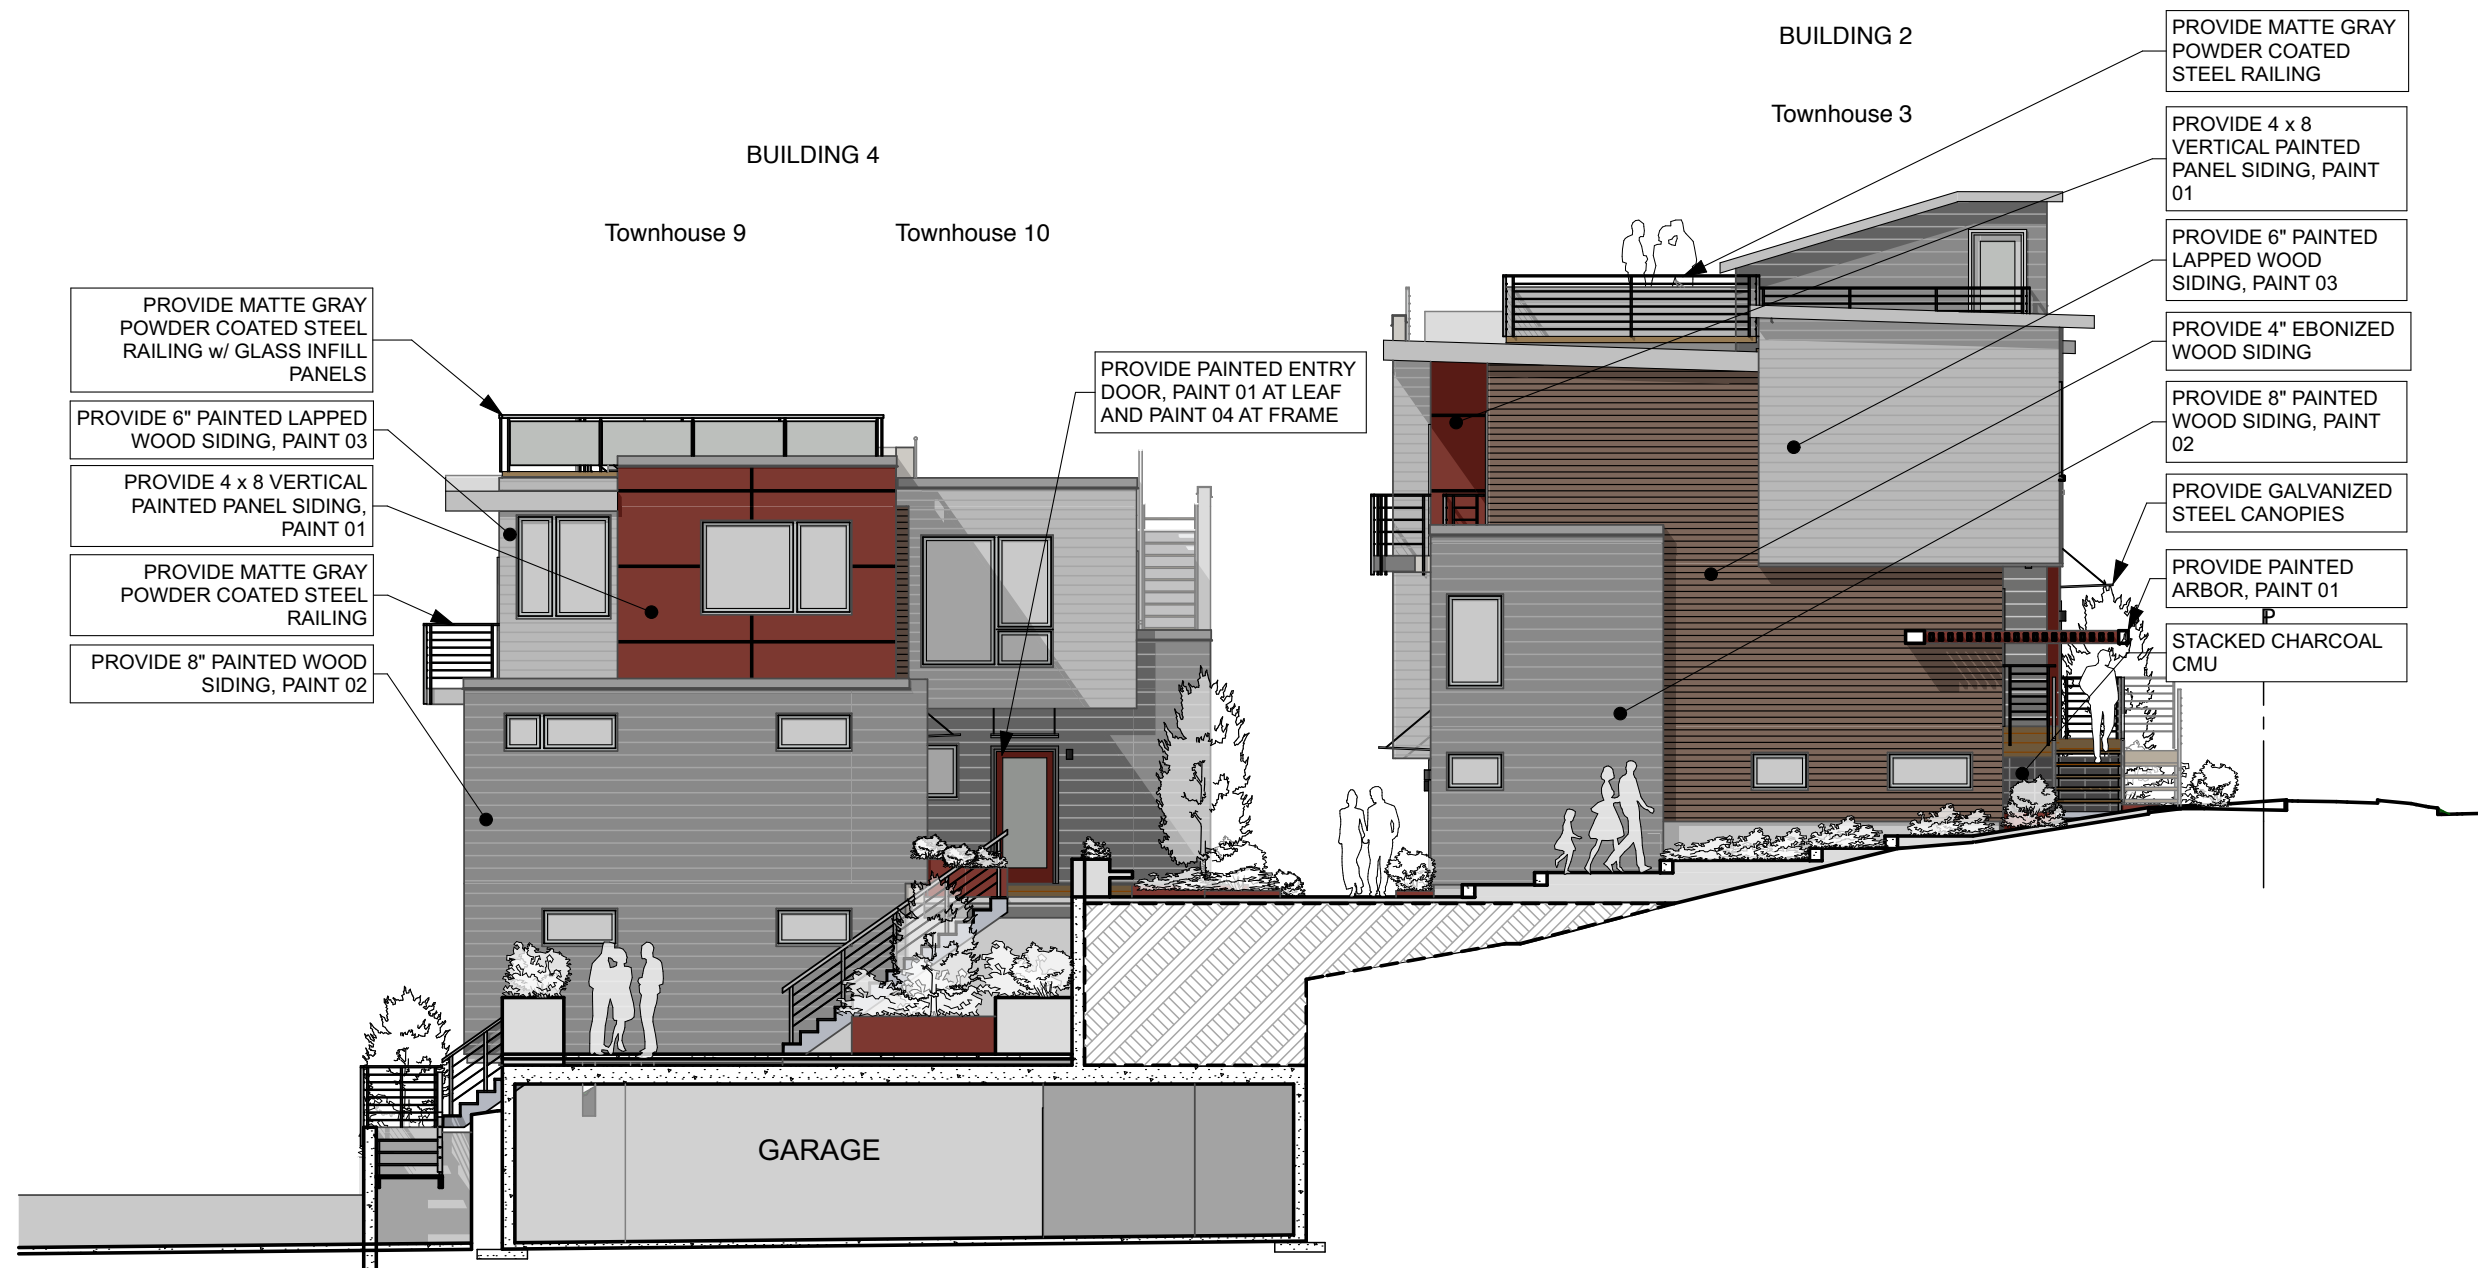 BUILDING 2
Townhouse 3
BUILDING 4
Townhouse 9
Townhouse 10
PROVIDE MATTE GRAY
POWDER COATED STEEL
RAILING w/ GLASS INFILL
PANELS
PROVIDE 6" PAINTED LAPPED
WOOD SIDING, PAINT 03
PROVIDE 4 x 8 VERTICAL
PAINTED PANEL SIDING,
PAINT 01
PROVIDE MATTE GRAY
POWDER COATED STEEL
RAILING
PROVIDE 8" PAINTED WOOD
SIDING, PAINT 02
PROVIDE PAINTED ENTRY
DOOR, PAINT 01 AT LEAF
AND PAINT 04 AT FRAME
PROVIDE MATTE GRAY
POWDER COATED
STEEL RAILING
PROVIDE 4 x 8
VERTICAL PAINTED
PANEL SIDING, PAINT
01
PROVIDE 6" PAINTED
LAPPED WOOD
SIDING, PAINT 03
PROVIDE 4" EBONIZED
WOOD SIDING
PROVIDE 8" PAINTED
WOOD SIDING, PAINT
02
PROVIDE GALVANIZED
STEEL CANOPIES
PROVIDE PAINTED
ARBOR, PAINT 01
P
STACKED CHARCOAL
CMU
GARAGE